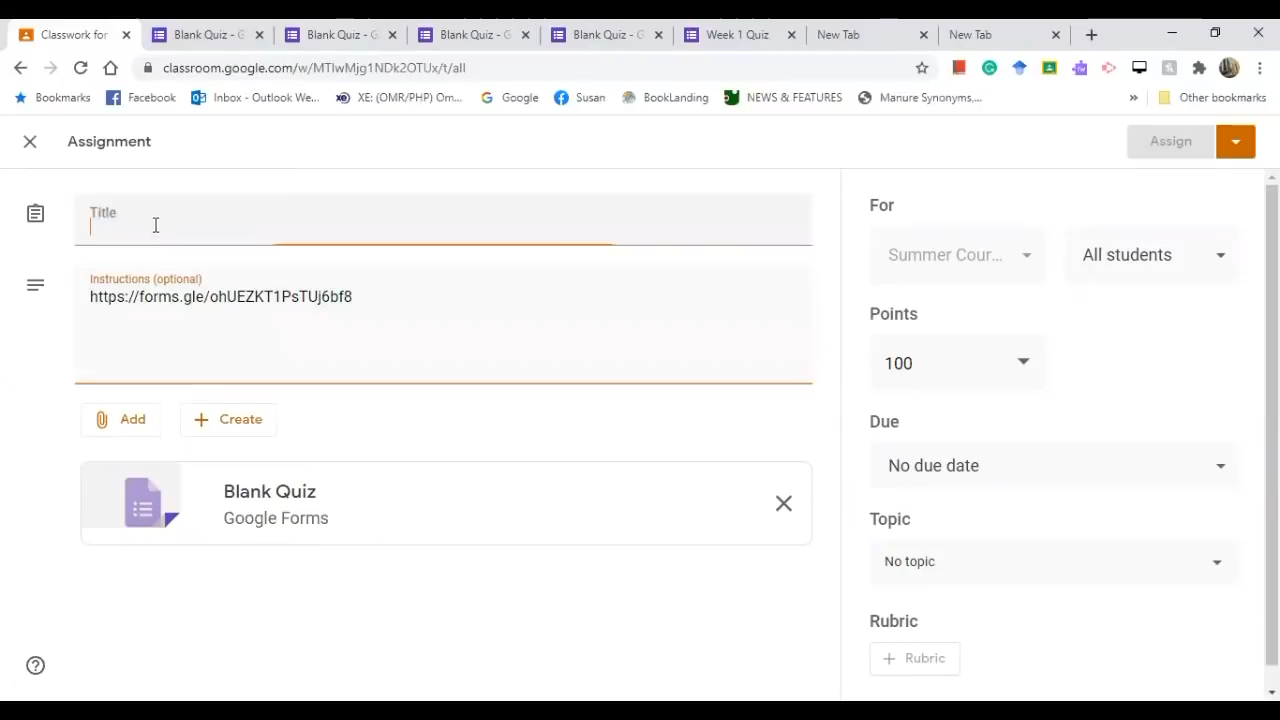 Classwork for
Blank Quiz - G
Blank Quiz - G
Blank Quiz - G
Blank Quiz - G
Week 1 Quiz
New Tab
New Tab
classroom.google.com/w/MTIwMjg1NDk2OTUx/t/all
Bookmarks
Facebook
Inbox - Outlook We...
XE: (OMR/PHP) Om...
Google
Susan
BookLanding
NEWS & FEATURES
Manure Synonyms,...
Other bookmarks
Assignment
Assign
Title
Instructions (optional)
https://forms.gle/ohUEZKT1PsTUj6bf8
Add
Create
Blank Quiz
Google Forms
For
Summer Cour...
All students
Points
100
Due
No due date
Topic
No topic
Rubric
Rubric